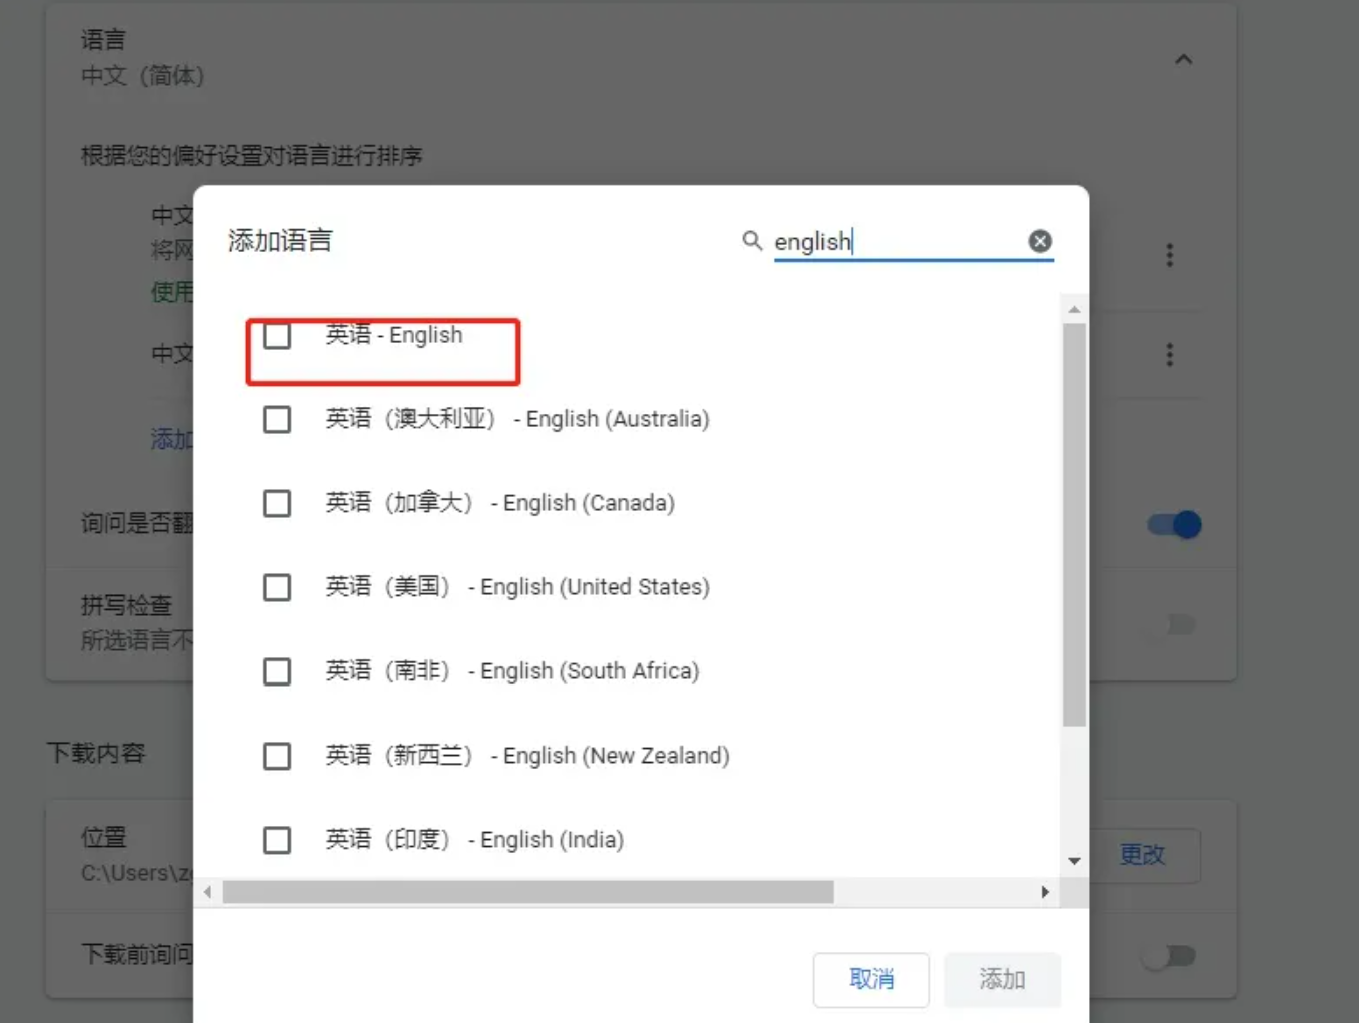 语言
中文（简体）
根据您的偏好设置对语言进行排序
中文
将网
使用
中文
添加
询问是否翻
拼写检查
所选语言不
添加语言
english
英语 - English
英语（澳大利亚） - English (Australia)
英语（加拿大） - English (Canada)
英语（美国） - English (United States)
英语（南非） - English (South Africa)
英语（新西兰） - English (New Zealand)
英语（印度） - English (India)
取消
添加
下载内容
位置
C:\Users\z
更改
下载前询问